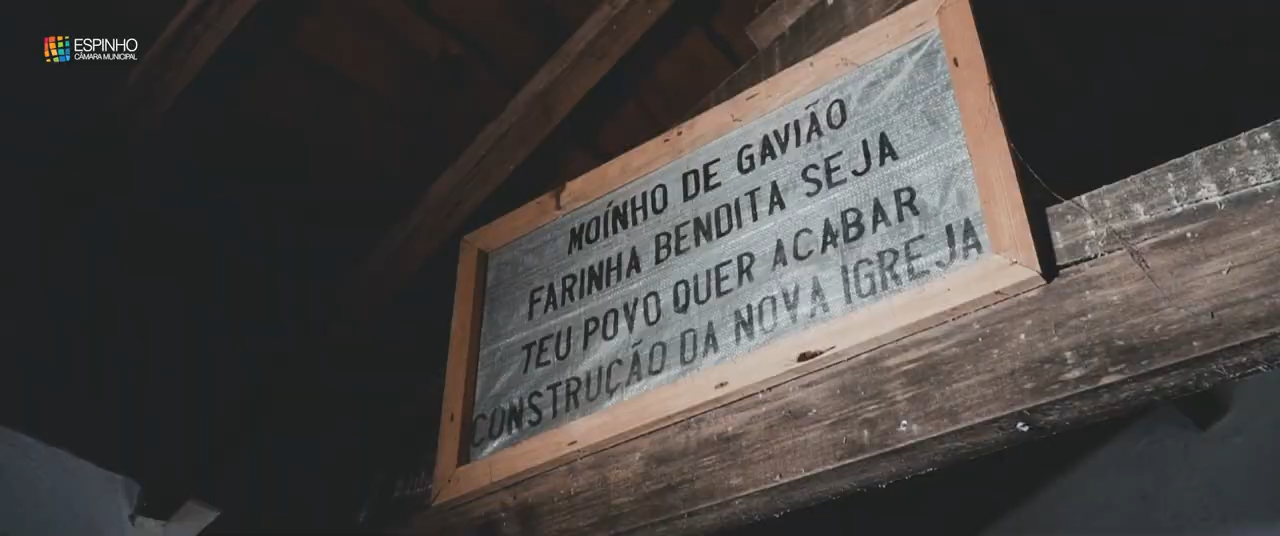 ESPINHO
CÂMARA MUNICIPAL
MOÍNHO DE GAVIÃO
FARINHA BENDITA SEJA
TEU POVO QUER ACABAR
CONSTRUÇÃO DA NOVA IGREJA